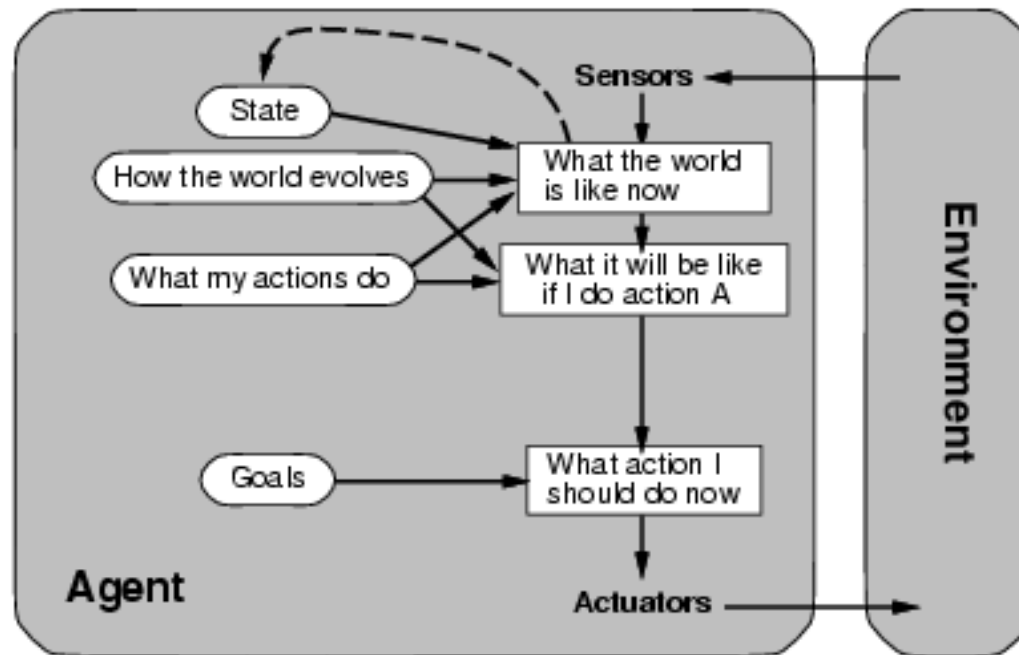 Sensors
State
What the world
is like now
How the world evolves
What my actions do
What it will be like
if I do action A
Goals
What action I
should do now
Agent
Actuators
Environment